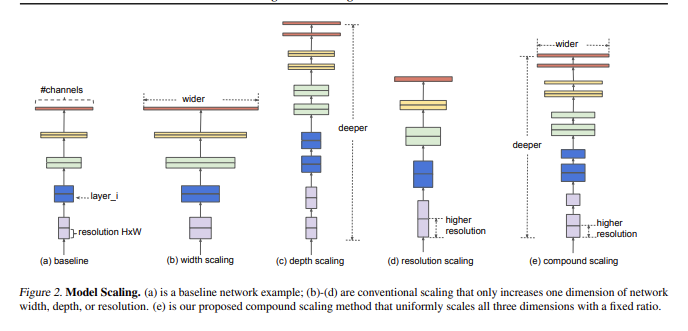 #channels
wider
deeper
wider
deeper
layer_i
resolution HxW
higher
resolution
higher
resolution
(a) baseline
(b) width scaling
(c) depth scaling
(d) resolution scaling
(e) compound scaling
Figure 2. Model Scaling. (a) is a baseline network example; (b)-(d) are conventional scaling that only increases one dimension of network
width, depth, or resolution. (e) is our proposed compound scaling method that uniformly scales all three dimensions with a fixed ratio.